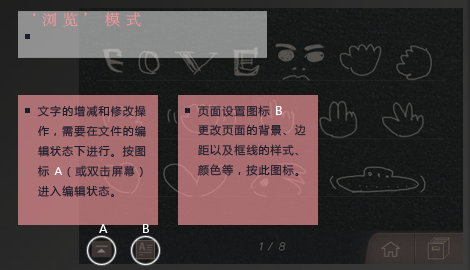 ‘浏览’ 模式
文字的增减和修改操
作，需要在文件的编
辑状态下进行。按图
标 A（或双击屏幕）
进入编辑状态。
页面设置图标 B
更改页面的背景、边
距以及框线的样式、
颜色等，按此图标。
A
B
1 / 8
LOVE